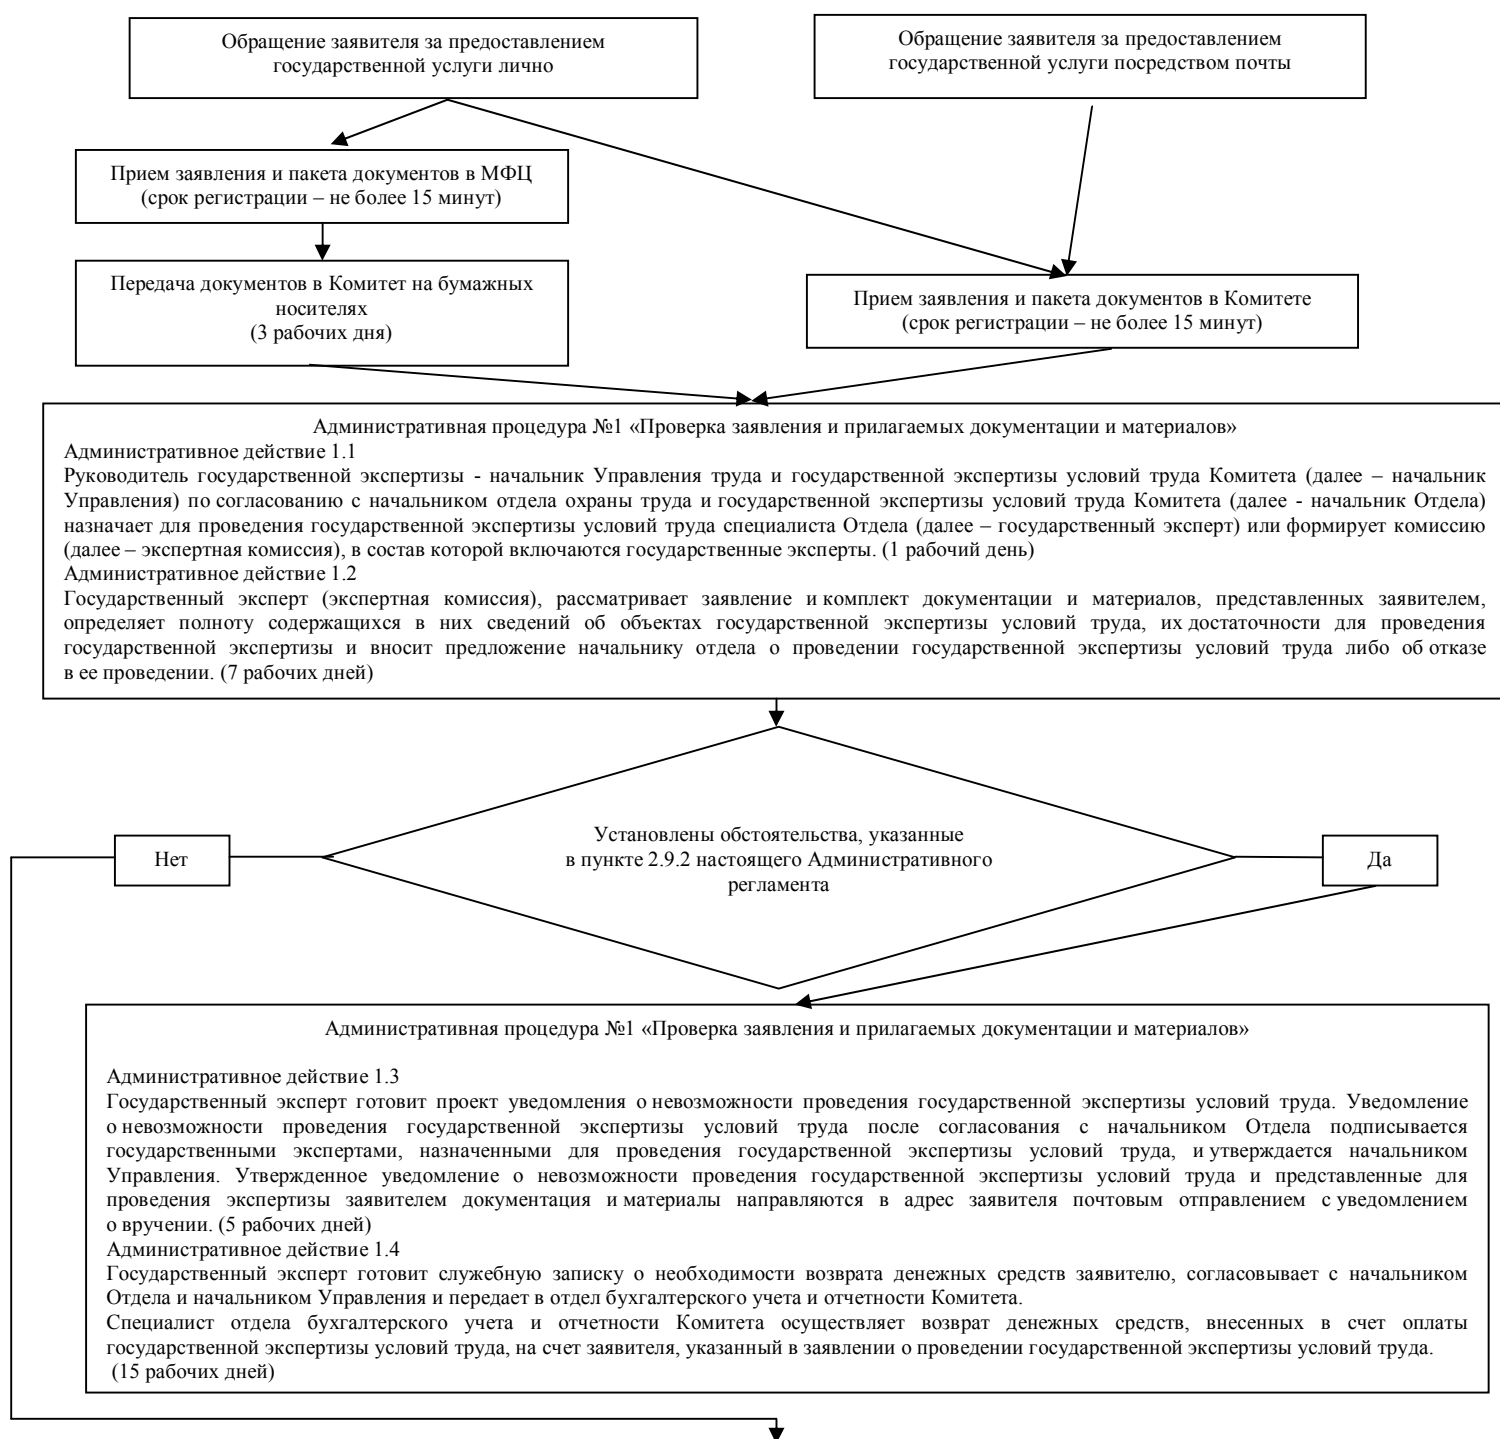 Обращение заявителя за предоставлением
государственной услуги лично
Обращение заявителя за предоставлением
государственной услуги посредством почты
Прием заявления и пакета документов в МФЦ
(срок регистрации – не более 15 минут)
Передача документов в Комитет на бумажных
носителях
(3 рабочих дня)
Прием заявления и пакета документов в Комитете
(срок регистрации – не более 15 минут)
Административная процедура №1 «Проверка заявления и прилагаемых документации и материалов»
Административное действие 1.1
Руководитель государственной экспертизы - начальник Управления труда и государственной экспертизы условий труда Комитета (далее – начальник
Управления) по согласованию с начальником отдела охраны труда и государственной экспертизы условий труда Комитета (далее - начальник Отдела)
назначает для проведения государственной экспертизы условий труда специалиста Отдела (далее – государственный эксперт) или формирует комиссию
(далее – экспертная комиссия), в состав которой включаются государственные эксперты. (1 рабочий день)
Административное действие 1.2
Государственный эксперт (экспертная комиссия), рассматривает заявление и комплект документации и материалов, представленных заявителем,
определяет полноту содержащихся в них сведений об объектах государственной экспертизы условий труда, их достаточности для проведения
государственной экспертизы и вносит предложение начальнику отдела о проведении государственной экспертизы условий труда либо об отказе
в ее проведении. (7 рабочих дней)
Установлены обстоятельства, указанные
в пункте 2.9.2 настоящего Административного
регламента
Нет
Да
Административная процедура №1 «Проверка заявления и прилагаемых документации и материалов»
Административное действие 1.3
Государственный эксперт готовит проект уведомления о невозможности проведения государственной экспертизы условий труда. Уведомление
о невозможности проведения государственной экспертизы условий труда после согласования с начальником Отдела подписывается
государственными экспертами, назначенными для проведения государственной экспертизы условий труда, и утверждается начальником
Управления. Утвержденное уведомление о невозможности проведения государственной экспертизы условий труда и представленные для
проведения экспертизы заявителем документация и материалы направляются в адрес заявителя почтовым отправлением с уведомлением
о вручении. (5 рабочих дней)
Административное действие 1.4
Государственный эксперт готовит служебную записку о необходимости возврата денежных средств заявителю, согласовывает с начальником
Отдела и начальником Управления и передает в отдел бухгалтерского учета и отчетности Комитета.
Специалист отдела бухгалтерского учета и отчетности Комитета осуществляет возврат денежных средств, внесенных в счет оплаты
государственной экспертизы условий труда, на счет заявителя, указанный в заявлении о проведении государственной экспертизы условий труда.
(15 рабочих дней)